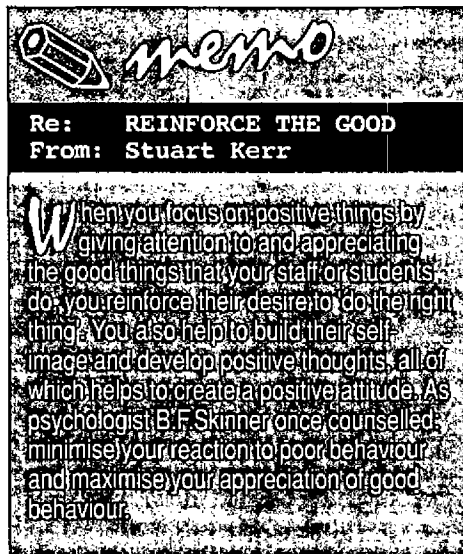 memo
Re: REINFORCE THE GOOD
From: Stuart Kerr
When you focus on positive things by
giving attention to and appreciating
the good things that your staff or students
do, you reinforce their desire to 'do the right
thing'. You also help to build their self-
image and develop positive thoughts, all of
which helps to create a positive attitude. As
psychologist B.F.Skinner once counselled:
minimise your reaction to poor behaviour
and maximise your appreciation of good
behaviour.